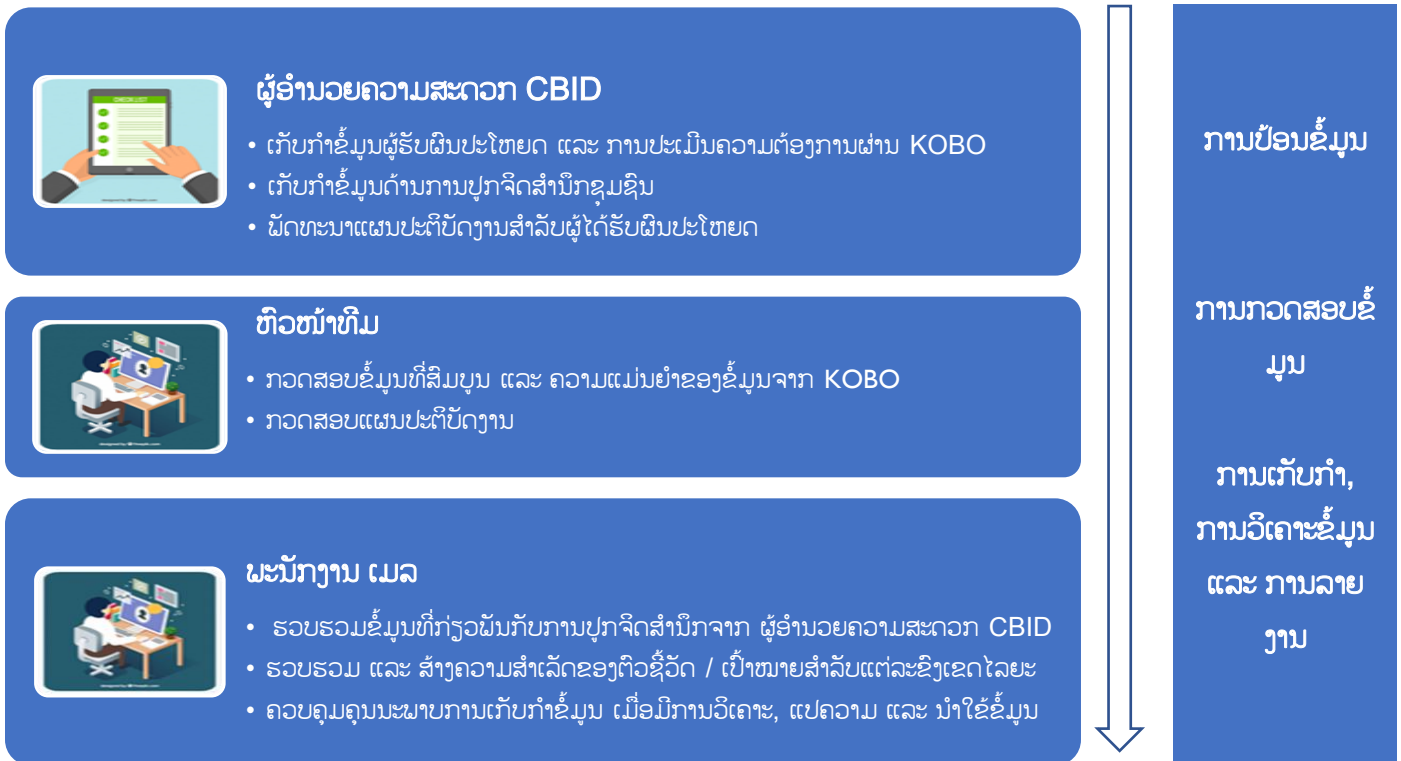 ຜູ້ອຳນວຍຄວາມສະດວກ CBID
• ເກັບກຳຂໍ້ມູນຜູ້ຮັບຜົນປະໂຫຍດ ແລະ ການປະເມີນຄວາມຕ້ອງການຜ່ານ KOBO
• ເກັບກຳຂໍ້ມູນດ້ານການປູກຈິດສຳນຶກຊຸມຊົນ
• ພັດທະນາແຜນປະຕິບັດງານສຳລັບຜູ້ໄດ້ຮັບຜົນປະໂຫຍດ
CHECKLIST
ຫົວໜ້າທີມ
• ກວດສອບຂໍ້ມູນທີ່ສົມບູນ ແລະ ຄວາມແມ່ນຍຳຂອງຂໍ້ມູນຈາກ KOBO
• ກວດສອບແຜນປະຕິບັດງານ
ພະນັກງານ ເມລ
• ຮວບຮວມຂໍ້ມູນທີ່ກ່ຽວພັນກັບການປູກຈິດສຳນຶກຈາກ ຜູ້ອຳນວຍຄວາມສະດວກ CBID
• ຮວບຮວມ ແລະ ສ້າງຄວາມສຳເລັດຂອງຕົວຊີ້ວັດ / ເປົ້າໝາຍສຳລັບແຕ່ລະຂົງເຂດໄລຍະ
• ຄວບຄຸມຄຸນນະພາບການເກັບກຳຂໍ້ມູນ ເມື່ອມີການວິເຄາະ, ແປຄວາມ ແລະ ນຳໃຊ້ຂໍ້ມູນ
ການປ້ອນຂໍ້ມູນ
ການກວດສອບຂໍ້
ມູນ
ການເກັບກຳ,
ການວິເຄາະຂໍ້ມູນ
ແລະ ການລາຍ
ງານ